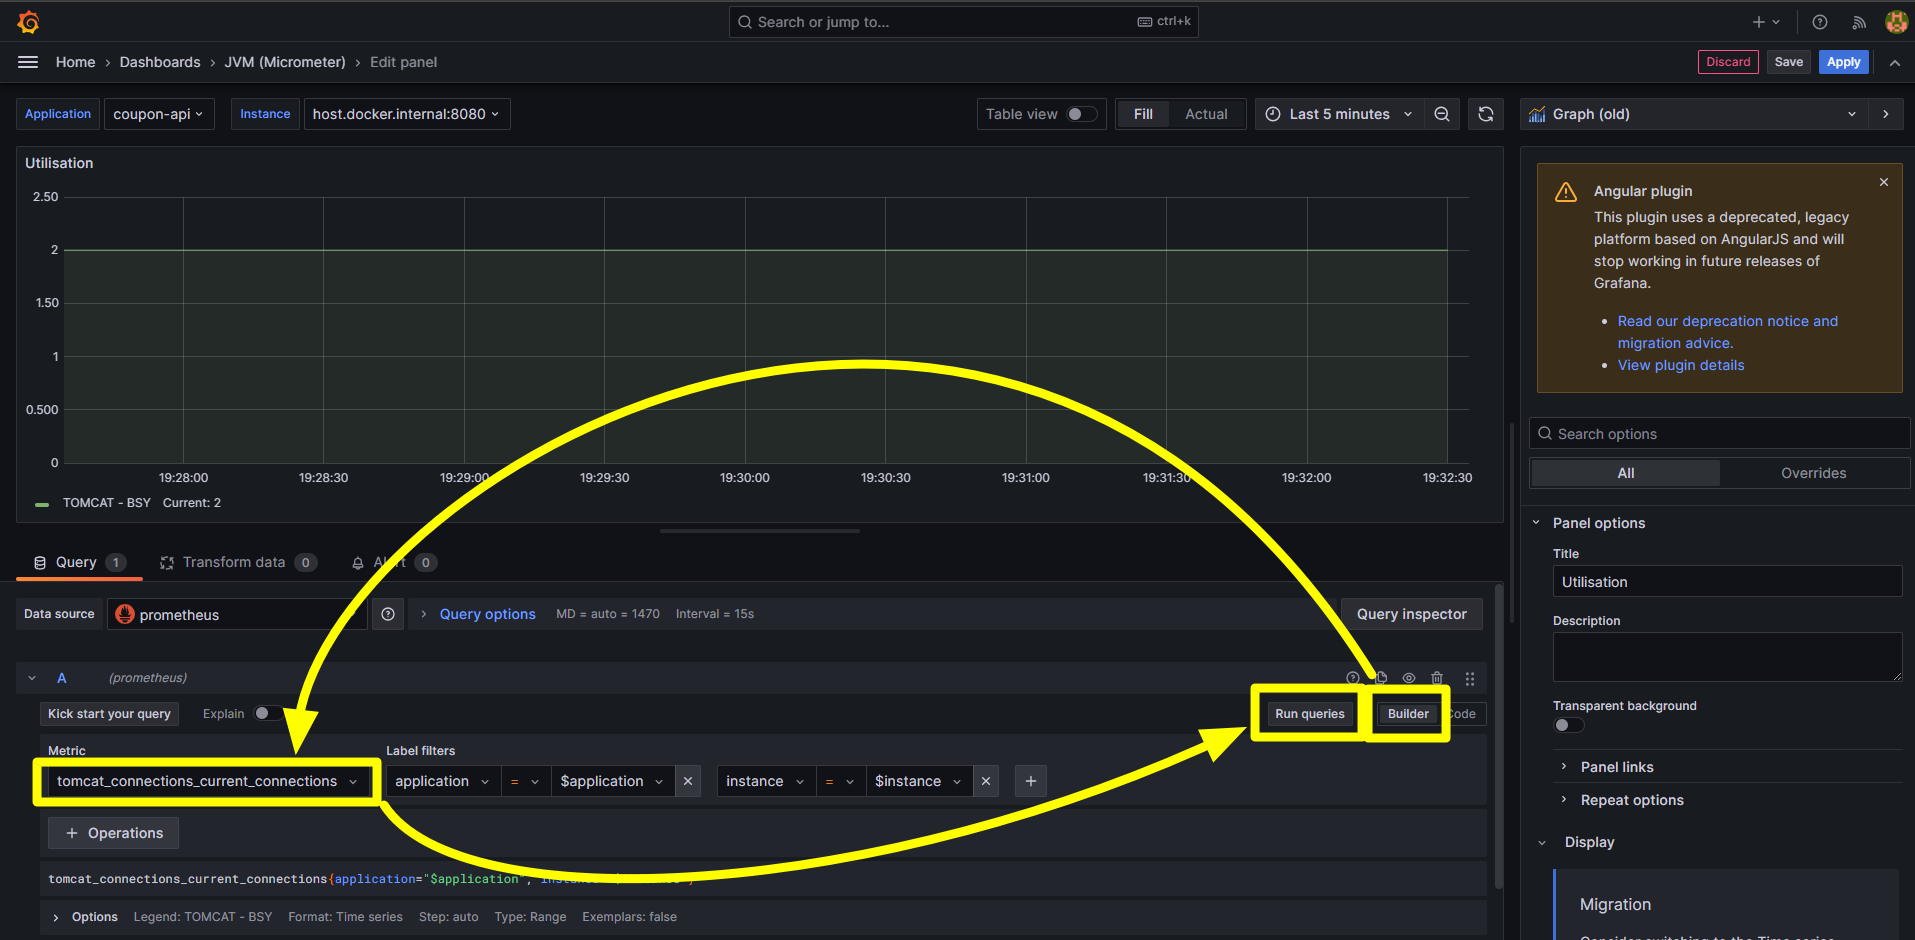 Search or jump to...
ctrl+k
Home › Dashboards › JVM (Micrometer) › Edit panel
Discard
Save
Apply
Application
coupon-api
Instance
host.docker.internal:8080
Table view
Fill
Actual
Last 5 minutes
Graph (old)
Utilisation
2.50
2
1.50
1
0.500
0
19:28:00
19:28:30
19:29:00
19:29:30
19:30:00
19:30:30
19:31:00
19:31:30
19:32:00
19:32:30
TOMCAT - BSY Current: 2
Angular plugin
This plugin uses a deprecated, legacy
platform based on AngularJS and will
stop working in future releases of
Grafana.
Read our deprecation notice and
migration advice.
View plugin details
Search options
All
Overrides
Panel options
Title
Utilisation
Description
Transparent background
Panel links
Repeat options
Display
Migration
Query 1
Transform data 0
0
Data source
prometheus
Query options
MD = auto = 1470
Interval = 15s
Query inspector
A
(prometheus)
Kick start your query
Explain
Run queries
Builder
Metric
Label filters
tomcat_connections_current_connections
application
=
$application
instance
=
$instance
+ Operations
tomcat_connections_current_connections{application="$application",
Options
Legend: TOMCAT - BSY
Format: Time series
Step: auto
Type: Range
Exemplars: false